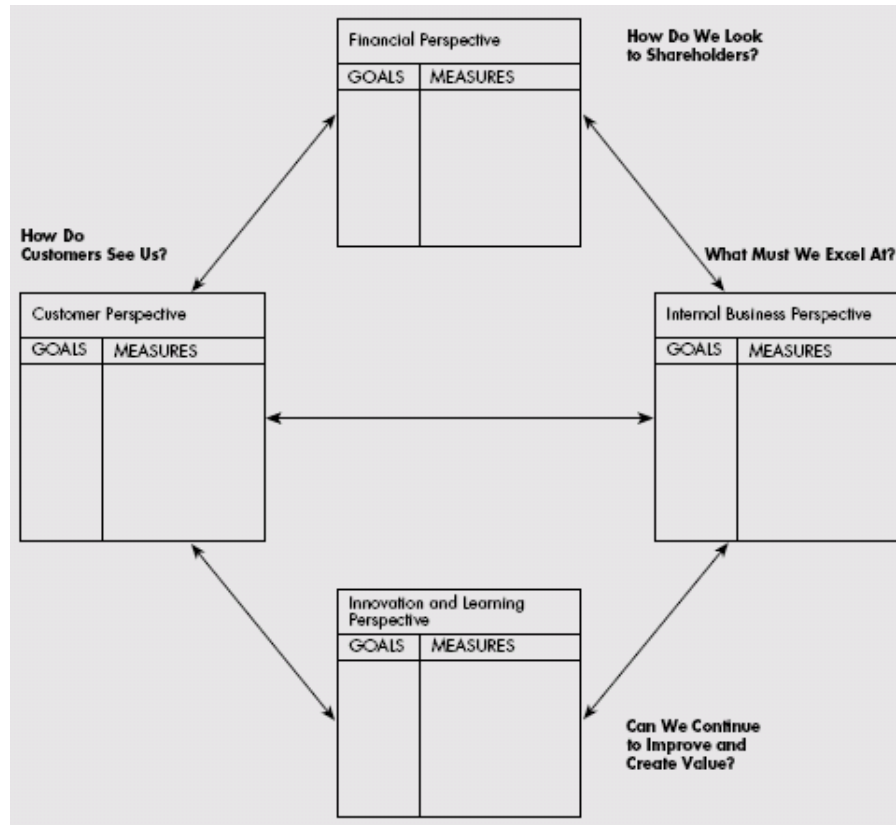 Financial Perspective
GOALS MEASURES
How Do We Look
to Shareholders?
How Do
Customers See Us?
What Must We Excel At?
Customer Perspective
GOALS MEASURES
Internal Business Perspective
GOALS MEASURES
Innovation and Learning
Perspective
GOALS MEASURES
Can We Continue
to Improve and
Create Value?